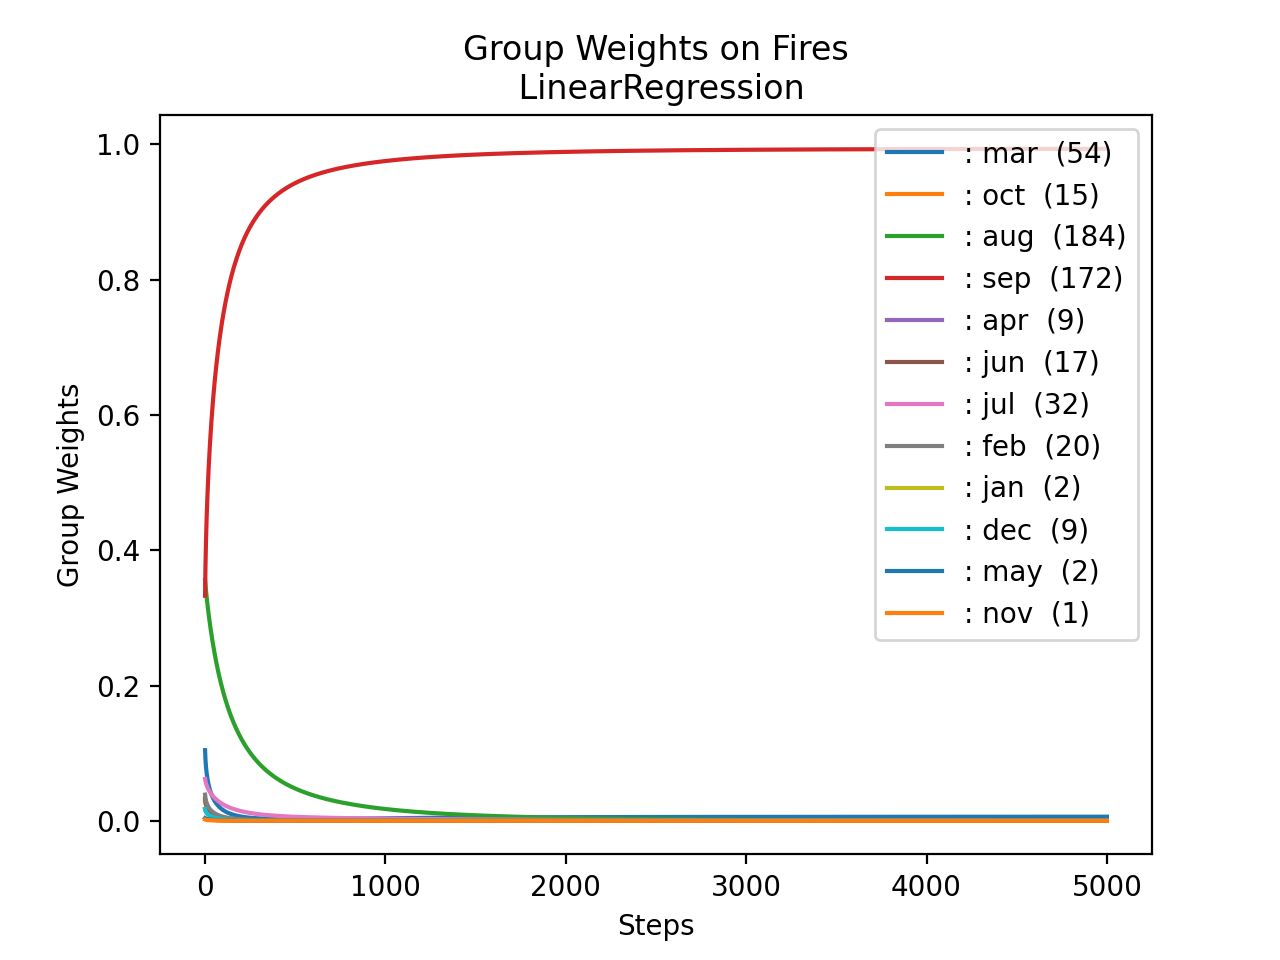 Group Weights on Fires
LinearRegression
Group Weights
1.0
0.8
0.6
0.4
0.2
0.0
: mar (54)
: oct (15)
: aug (184)
: sep (172)
: apr (9)
: jun (17)
: jul (32)
: feb (20)
: jan (2)
: dec (9)
: may (2)
: nov (1)
0 1000 2000 3000 4000 5000
Steps